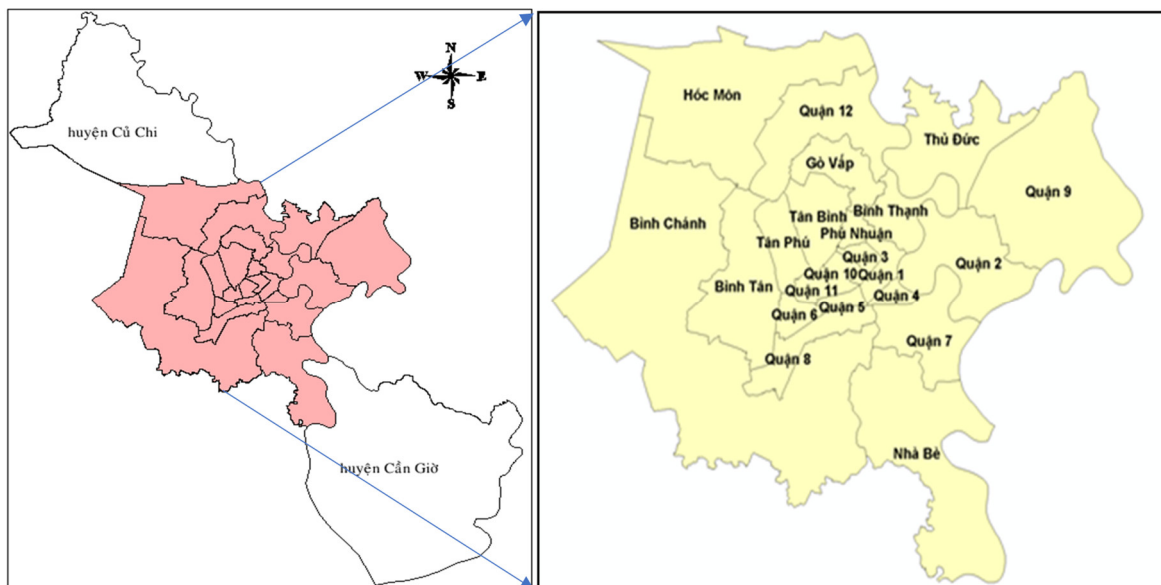 N
W E
S
huyện Củ Chi
huyện Cần Giờ
Hốc Môn
Quận 12
Thủ Đức
Gò Vấp
Quận 9
Bình Chánh
Tân Bình
Bình Thạnh
Phú Nhuận
Tân Phú
Quận 3
Quận 2
Quận 10
Quận 1
Bình Tân
Quận 11
Quận 4
Quận 5
Quận 6
Quận 7
Quận 8
Nhà Bè